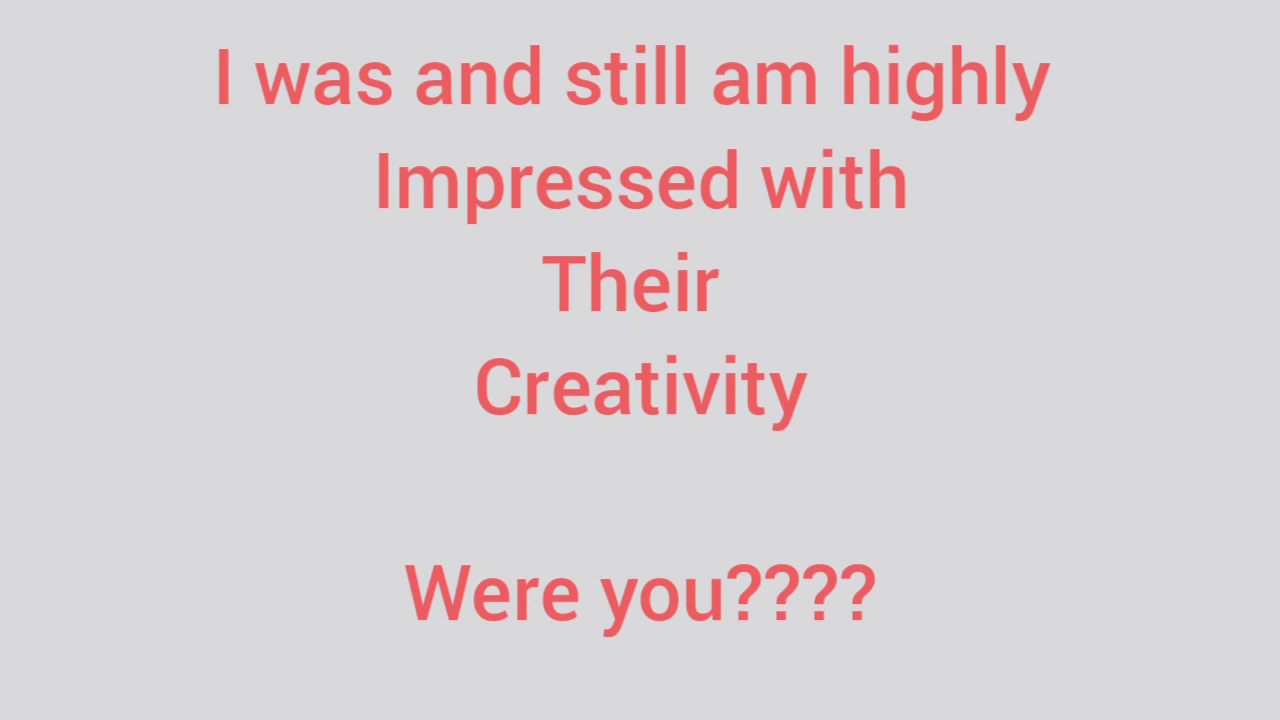 I was and still am highly
Impressed with
Their
Creativity
Were you????